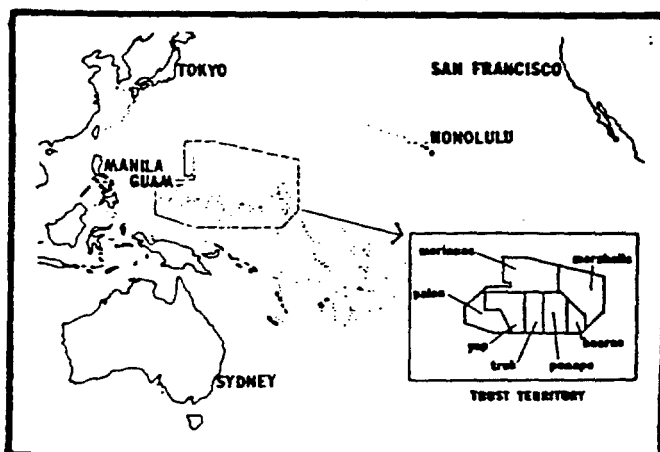 TOKYO
SAN FRANCISCO
HONOLULU
MANILA
GUAM
SYDNEY
marianas
marshalls
palau
yap
truk
ponape
kosrae
TRUST TERRITORY